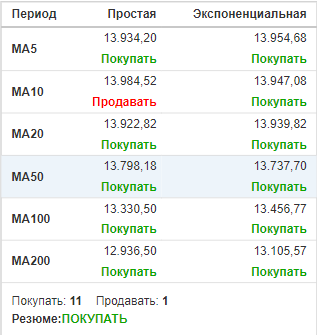 Период Простая Экспоненциальная
MA5 13.934,20 13.954,68
Покупать Покупать
MA10 13.984,52 13.947,08
Продавать Покупать
MA20 13.922,82 13.939,82
Покупать Покупать
MA50 13.798,18 13.737,70
Покупать Покупать
MA100 13.330,50 13.456,77
Покупать Покупать
MA200 12.936,50 13.105,57
Покупать Покупать
Покупать: 11 Продавать: 1
Резюме:ПОКУПАТЬ